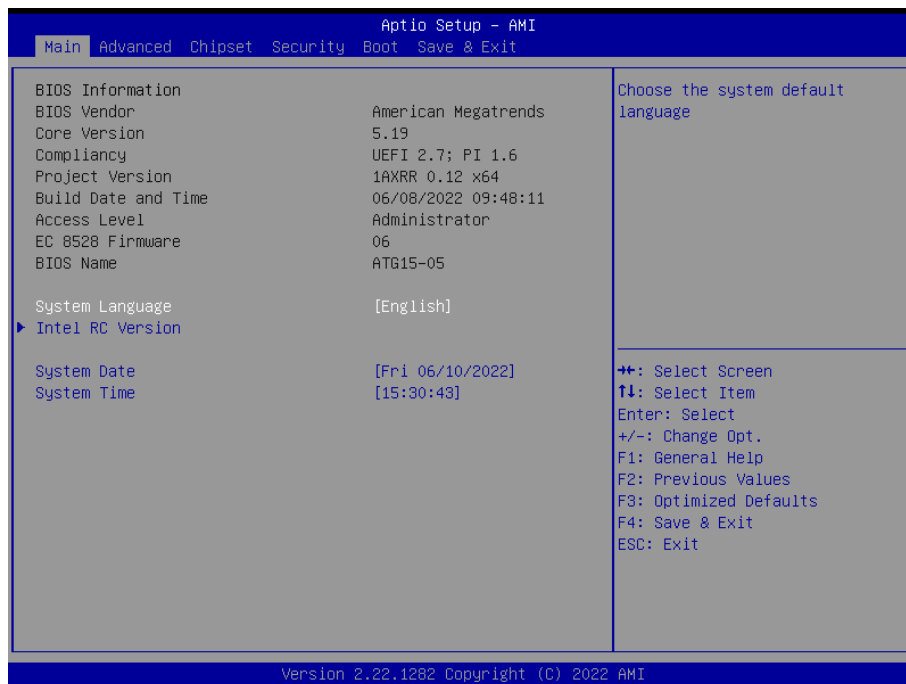 Aptio Setup – AMI
Main Advanced Chipset Security Boot Save & Exit
BIOS Information
BIOS Vendor American Megatrends
Core Version 5.19
Compliancy UEFI 2.7; PI 1.6
Project Version 1AXRR 0.12 x64
Build Date and Time 06/08/2022 09:48:11
Access Level Administrator
EC 8528 Firmware 06
BIOS Name ATG15-05
System Language [English]
Intel RC Version
System Date [Fri 06/10/2022]
System Time [15:30:43]
Choose the system default
language
→←: Select Screen
↑↓: Select Item
Enter: Select
+/-: Change Opt.
F1: General Help
F2: Previous Values
F3: Optimized Defaults
F4: Save & Exit
ESC: Exit
Version 2.22.1282 Copyright (C) 2022 AMI